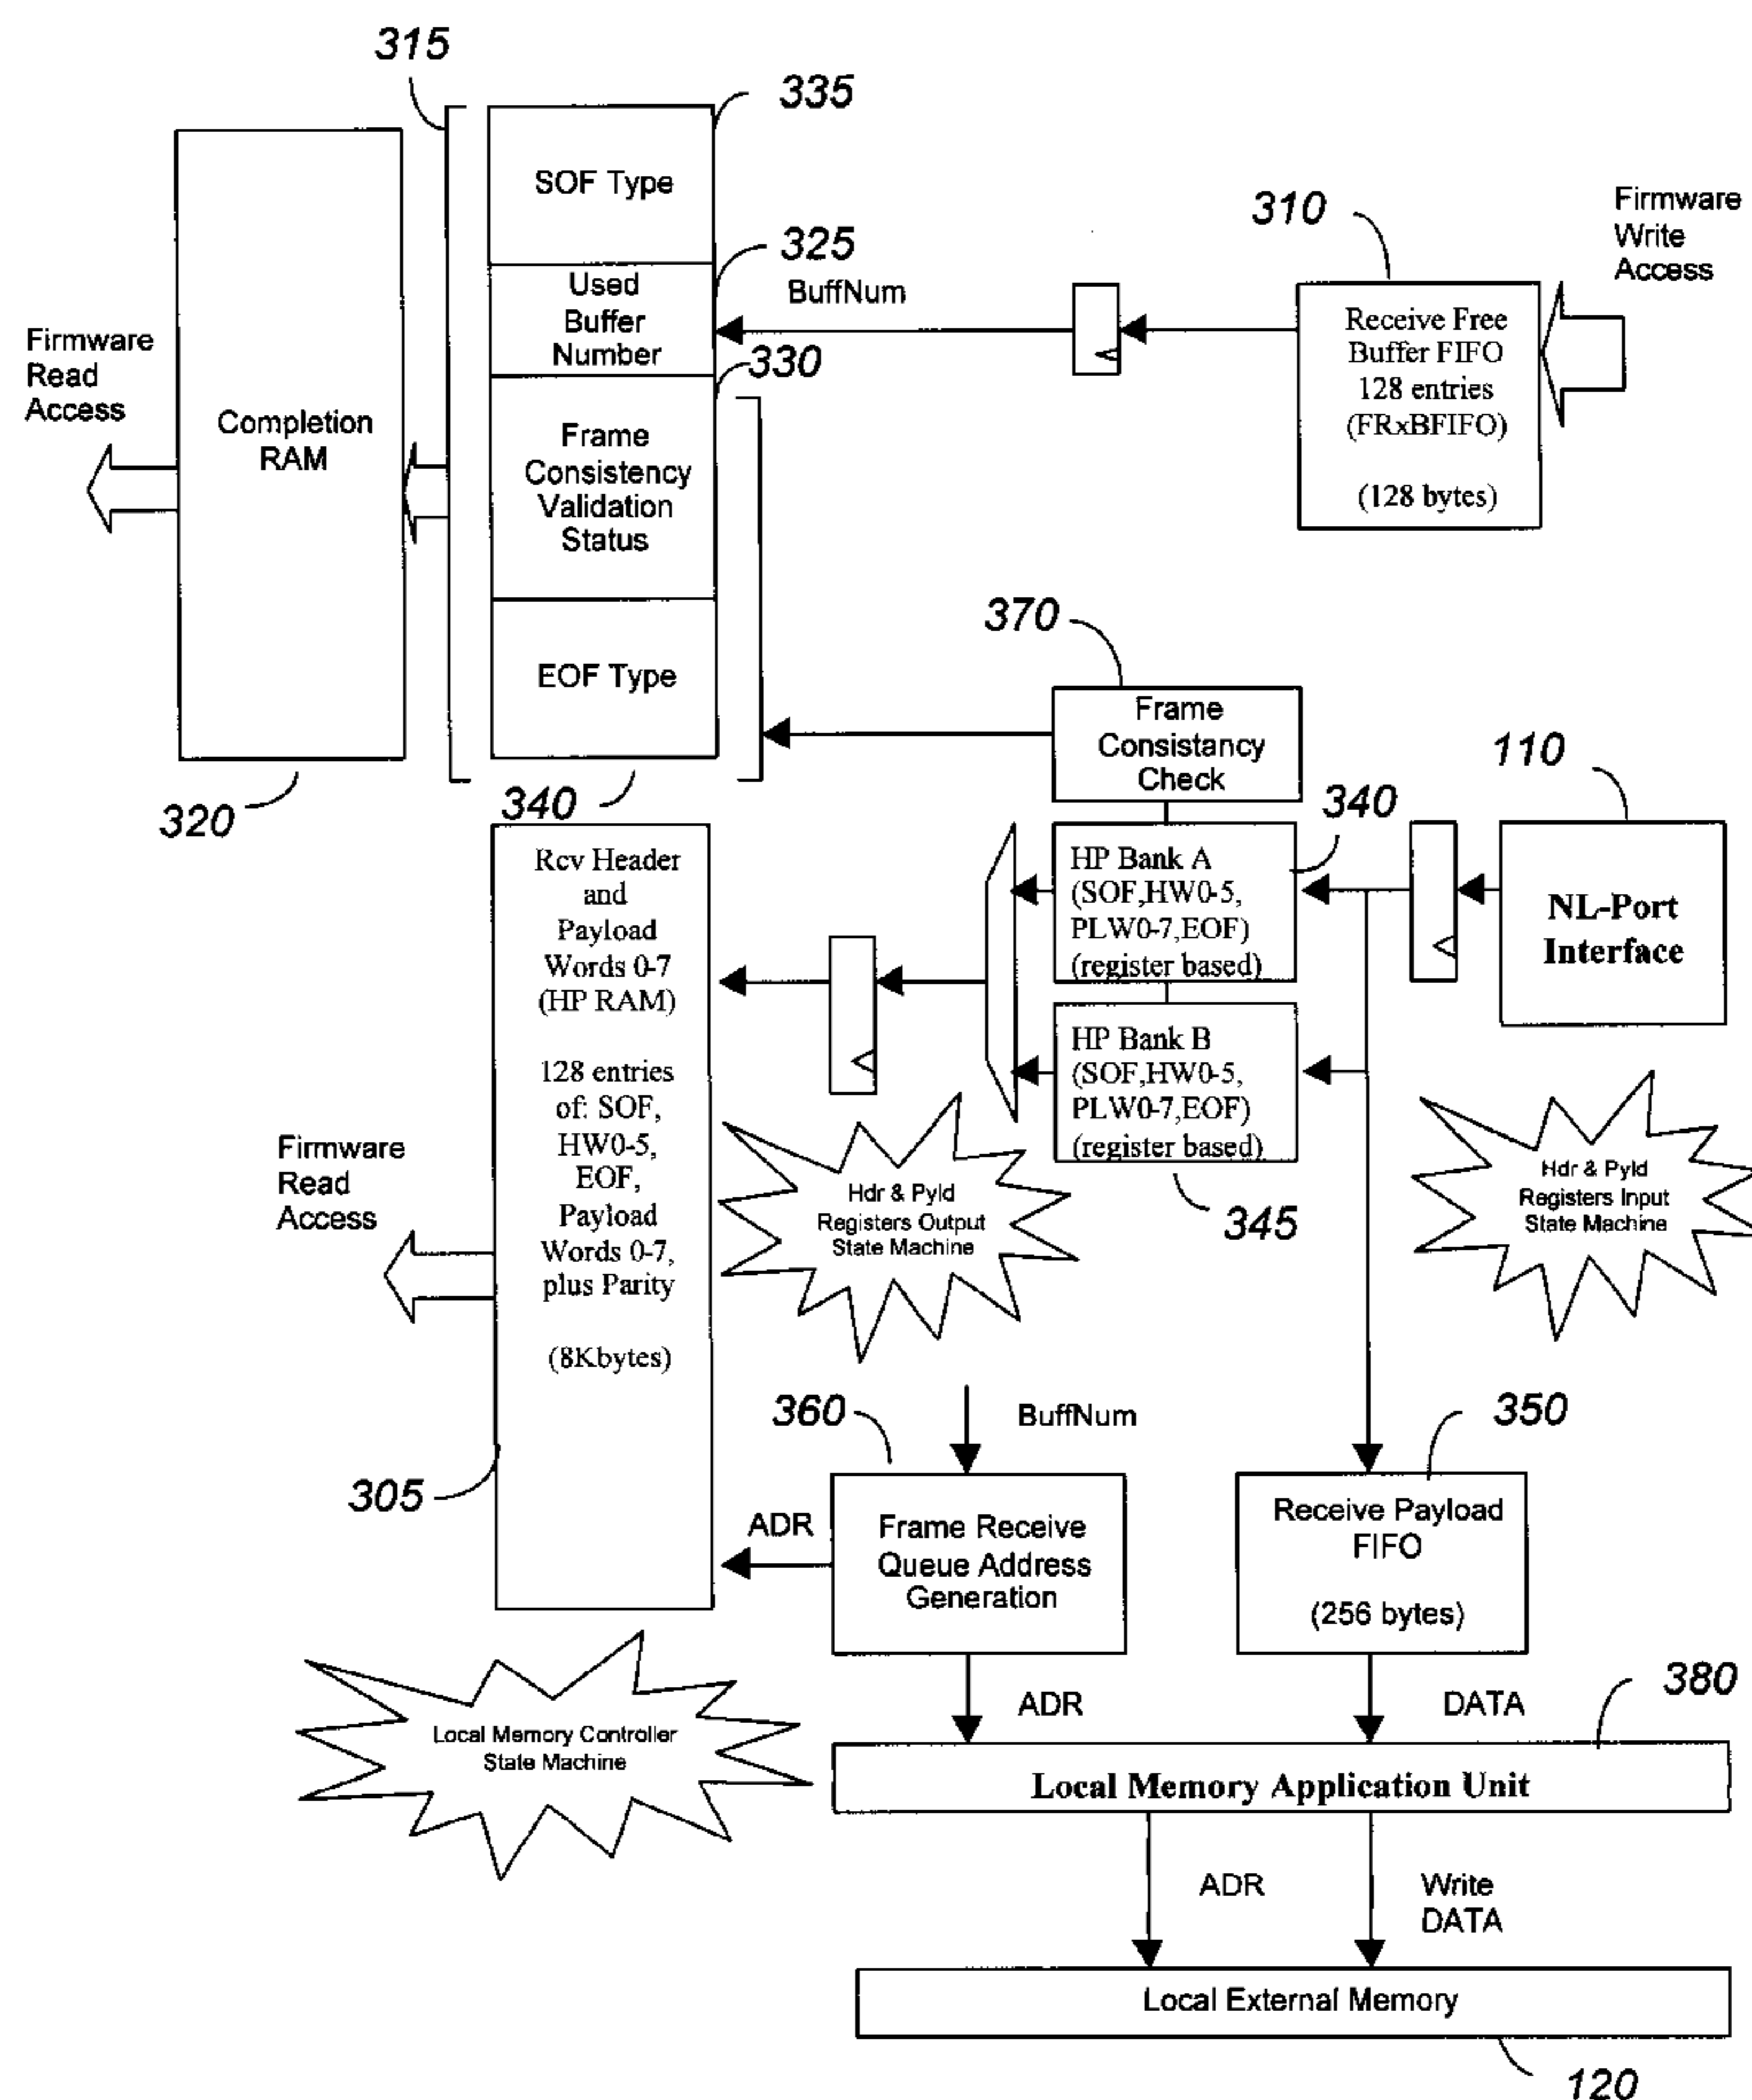 315
335
SOF Type
310
Firmware
Write
Access
325
Used
Buffer
Number
BuffNum
Receive Free
Buffer FIFO
128 entries
(FRxBFIFO)
(128 bytes)
Firmware
Read
Access
330
Completion
RAM
Frame
Consistency
Validation
Status
370
EOF Type
Frame
Consistancy
Check
110
320
340
340
Rcv Header
and
Payload
Words 0-7
(HP RAM)
128 entries
of: SOF,
HW0-5,
EOF,
Payload
Words 0-7,
plus Parity
(8Kbytes)
HP Bank A
(SOF,HW0-5,
PLW0-7,EOF)
(register based)
NL-Port
Interface
HP Bank B
(SOF,HW0-5,
PLW0-7,EOF)
(register based)
Firmware
Read
Access
Hdr & Pyld
Registers Output
State Machine
345
Hdr & Pyld
Registers Input
State Machine
360
BuffNum
350
305
ADR
Frame Receive
Queue Address
Generation
Receive Payload
FIFO
(256 bytes)
380
Local Memory Controller
State Machine
ADR
DATA
Local Memory Application Unit
ADR
Write
DATA
Local External Memory
120